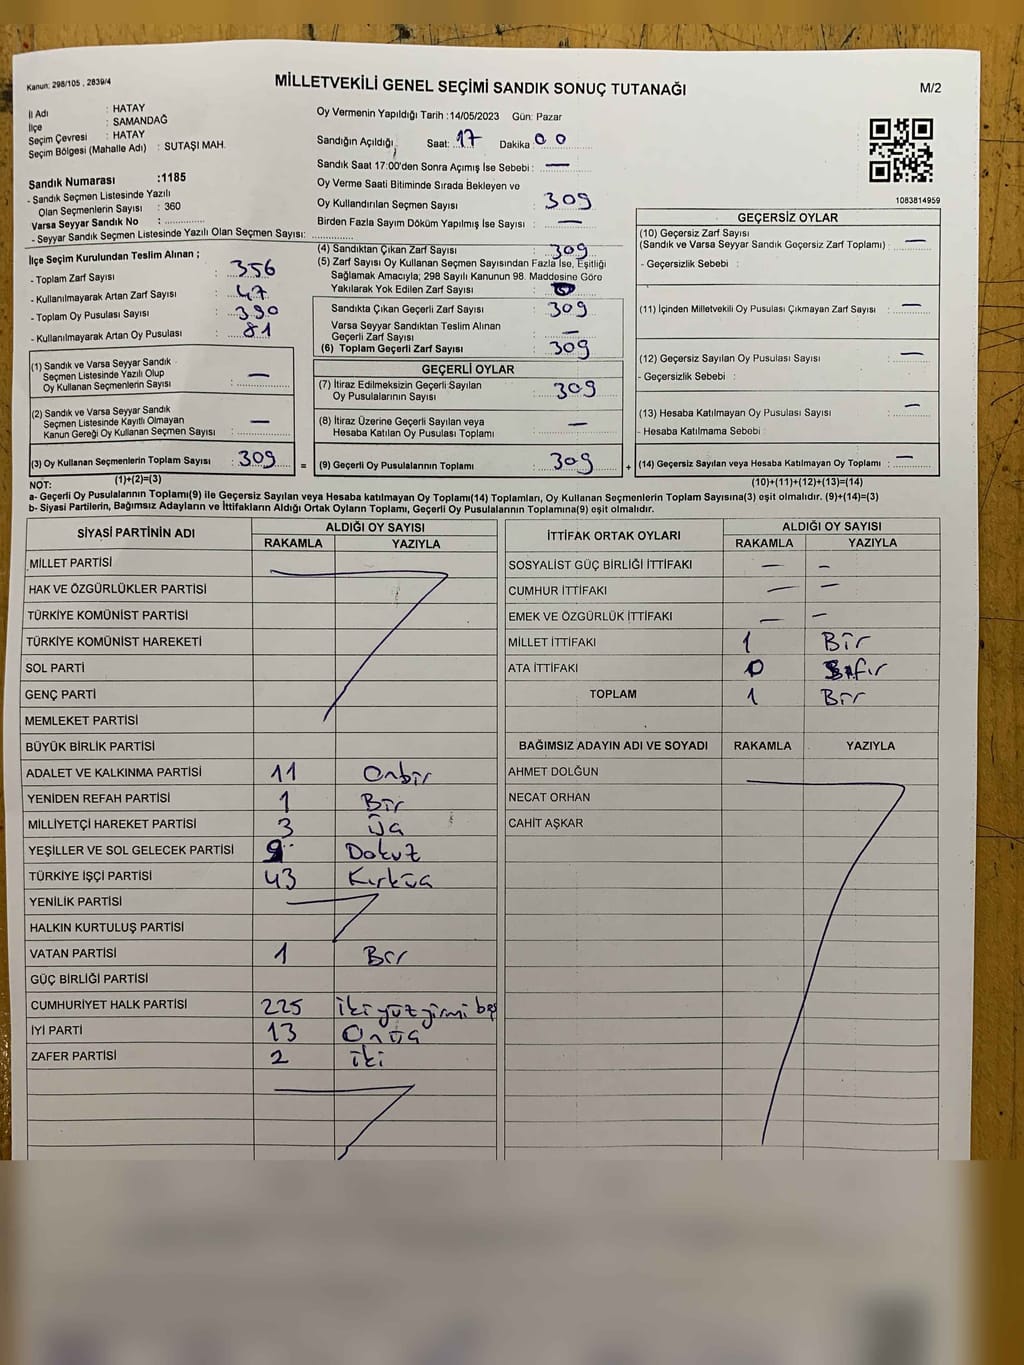 Kanun: 298/105 , 2839/4
MİLLETVEKİLİ GENEL SEÇİMİ SANDIK SONUÇ TUTANAĞI
M/2
İl Adı : HATAY
İlçe : SAMANDAĞ
Seçim Çevresi : HATAY
Seçim Bölgesi (Mahalle Adı) : SUTAŞI MAH.
Sandık Numarası :1185
- Sandık Seçmen Listesinde Yazılı
Olan Seçmenlerin Sayısı : 360
Varsa Seyyar Sandık No :
- Seyyar Sandık Seçmen Listesinde Yazılı Olan Seçmen Sayısı:
İlçe Seçim Kurulundan Teslim Alınan ;
- Toplam Zarf Sayısı : 356
- Kullanılmayarak Artan Zarf Sayısı : 47
- Toplam Oy Pusulası Sayısı : 390
- Kullanılmayarak Artan Oy Pusulası : 81
(1) Sandık ve Varsa Seyyar Sandık
Seçmen Listesinde Yazılı Olup
Oy Kullanan Seçmenlerin Sayısı : —
(2) Sandık ve Varsa Seyyar Sandık
Seçmen Listesinde Kayıtlı Olmayan
Kanun Gereği Oy Kullanan Seçmen Sayısı : —
(3) Oy Kullanan Seçmenlerin Toplam Sayısı : 309
(1)+(2)=(3)
Oy Vermenin Yapıldığı Tarih :14/05/2023 Gün: Pazar
Sandığın Açıldığı Saat: 17 Dakika 00
Sandık Saat 17:00'den Sonra Açımış İse Sebebi : —
Oy Verme Saati Bitiminde Sırada Bekleyen ve
Oy Kullandırılan Seçmen Sayısı : 309
Birden Fazla Sayım Döküm Yapılmış İse Sayısı : —
(4) Sandıktan Çıkan Zarf Sayısı : 309
(5) Zarf Sayısı Oy Kullanan Seçmen Sayısından Fazla İse, Eşitliği
Sağlamak Amacıyla; 298 Sayılı Kanunun 98. Maddesine Göre
Yakılarak Yok Edilen Zarf Sayısı :
Sandıkta Çıkan Geçerli Zarf Sayısı : 309
Varsa Seyyar Sandıktan Teslim Alınan
Geçerli Zarf Sayısı : —
(6) Toplam Geçerli Zarf Sayısı : 309
GEÇERLİ OYLAR
(7) İtiraz Edilmeksizin Geçerli Sayılan
Oy Pusulalarının Sayısı : 309
(8) İtiraz Üzerine Geçerli Sayılan veya
Hesaba Katılan Oy Pusulası Toplamı : —
= (9) Geçerli Oy Pusulalarının Toplamı : 309
1083814959
GEÇERSİZ OYLAR
(10) Geçersiz Zarf Sayısı
(Sandık ve Varsa Seyyar Sandık Geçersiz Zarf Toplamı) : —
- Geçersizlik Sebebi :
(11) İçinden Milletvekili Oy Pusulası Çıkmayan Zarf Sayısı : —
(12) Geçersiz Sayılan Oy Pusulası Sayısı : —
- Geçersizlik Sebebi :
(13) Hesaba Katılmayan Oy Pusulası Sayısı : —
- Hesaba Katılmama Sebebi :
+ (14) Geçersiz Sayılan veya Hesaba Katılmayan Oy Toplamı : —
(10)+(11)+(12)+(13)=(14)
NOT:
a- Geçerli Oy Pusulalarının Toplamı(9) ile Geçersiz Sayılan veya Hesaba katılmayan Oy Toplamı(14) Toplamları, Oy Kullanan Seçmenlerin Toplam Sayısına(3) eşit olmalıdır. (9)+(14)=(3)
b- Siyasi Partilerin, Bağımsız Adayların ve İttifakların Aldığı Ortak Oyların Toplamı, Geçerli Oy Pusulalarının Toplamına(9) eşit olmalıdır.
SİYASİ PARTİNİN ADI ALDIĞI OY SAYISI
RAKAMLA YAZIYLA
MİLLET PARTİSİ
HAK VE ÖZGÜRLÜKLER PARTİSİ
TÜRKİYE KOMÜNİST PARTİSİ
TÜRKİYE KOMÜNİST HAREKETİ
SOL PARTİ
GENÇ PARTİ
MEMLEKET PARTİSİ
BÜYÜK BİRLİK PARTİSİ
ADALET VE KALKINMA PARTİSİ 11 Onbir
YENİDEN REFAH PARTİSİ 1 Bir
MİLLİYETÇİ HAREKET PARTİSİ 3 Üç
YEŞİLLER VE SOL GELECEK PARTİSİ 9 Dokuz
TÜRKİYE İŞÇİ PARTİSİ 43 Kırküç
YENİLİK PARTİSİ
HALKIN KURTULUŞ PARTİSİ
VATAN PARTİSİ 1 Bir
GÜÇ BİRLİĞİ PARTİSİ
CUMHURİYET HALK PARTİSİ 225 ikiyüzyirmi beş
İYİ PARTİ 13 Onüç
ZAFER PARTİSİ 2 iki
İTTİFAK ORTAK OYLARI ALDIĞI OY SAYISI
RAKAMLA YAZIYLA
SOSYALİST GÜÇ BİRLİĞİ İTTİFAKI — —
CUMHUR İTTİFAKI — —
EMEK VE ÖZGÜRLÜK İTTİFAKI — —
MİLLET İTTİFAKI 1 Bir
ATA İTTİFAKI 0 Sıfır
TOPLAM 1 Bir
BAĞIMSIZ ADAYIN ADI VE SOYADI RAKAMLA YAZIYLA
AHMET DOLĞUN
NECAT ORHAN
CAHİT AŞKAR